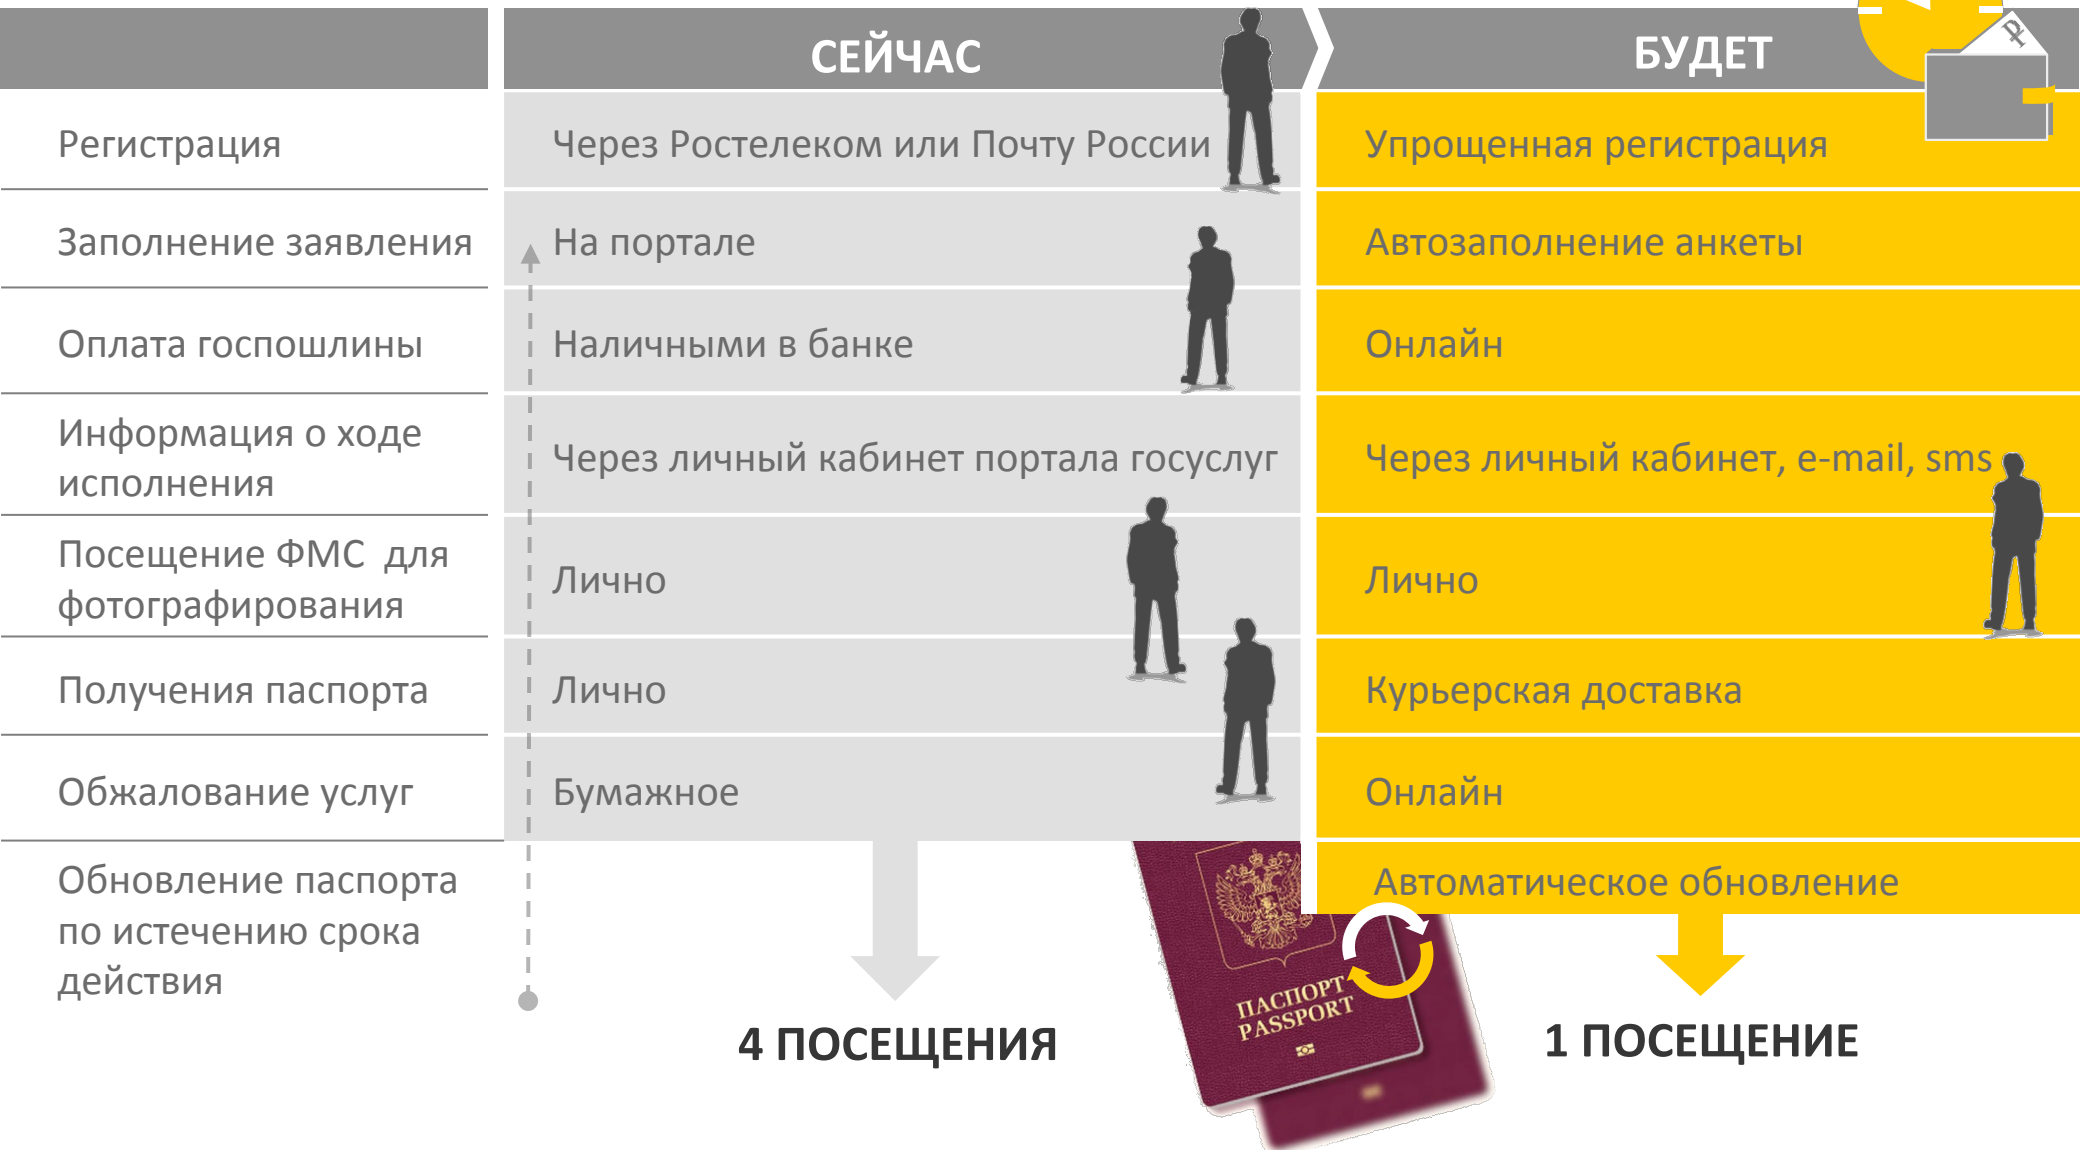 СЕЙЧАС
БУДЕТ
₽
Регистрация
Через Ростелеком или Почту России
Упрощенная регистрация
Заполнение заявления
На портале
Автозаполнение анкеты
Оплата госпошлины
Наличными в банке
Онлайн
Информация о ходе
исполнения
Через личный кабинет портала госуслуг
Через личный кабинет, e-mail, sms
Посещение ФМС для
фотографирования
Лично
Лично
Получения паспорта
Лично
Курьерская доставка
Обжалование услуг
Бумажное
Онлайн
Обновление паспорта
по истечению срока
действия
Автоматическое обновление
ПАСПОРТ
PASSPORT
4 ПОСЕЩЕНИЯ
1 ПОСЕЩЕНИЕ